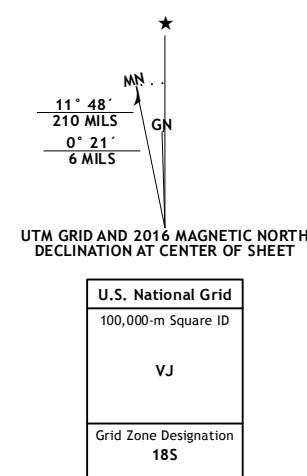 ★
MN
11° 48´
210 MILS
GN
0° 21´
6 MILS
UTM GRID AND 2016 MAGNETIC NORTH
DECLINATION AT CENTER OF SHEET
U.S. National Grid
100,000-m Square ID
VJ
Grid Zone Designation
18S